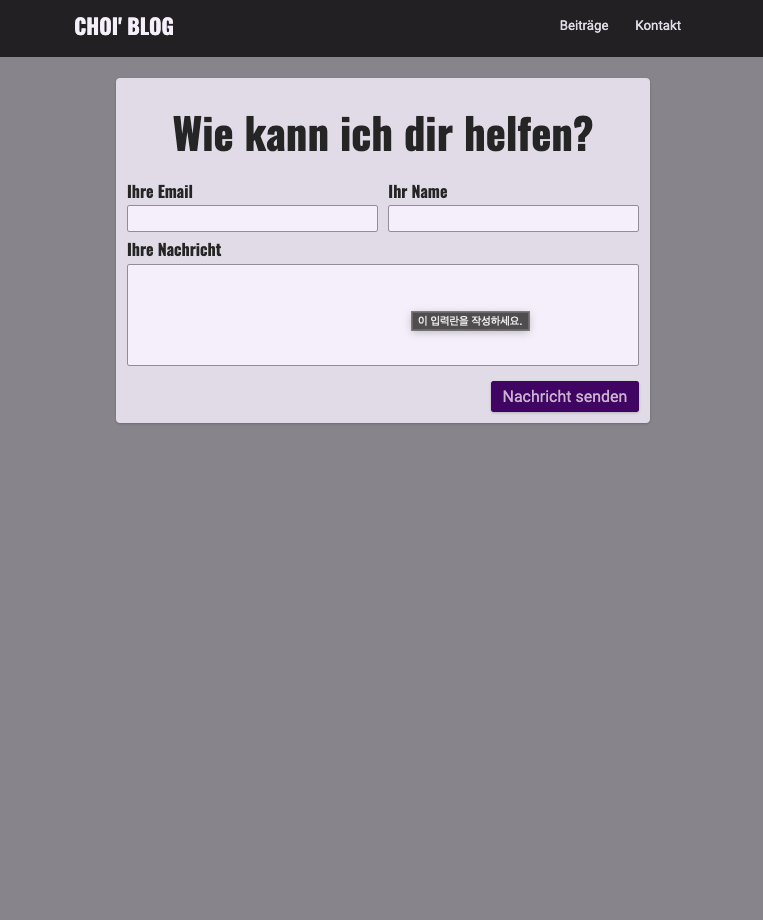 CHOI' BLOG
Beiträge Kontakt
Wie kann ich dir helfen?
Ihre Email Ihr Name
Ihre Nachricht
이 입력란을 작성하세요.
Nachricht senden